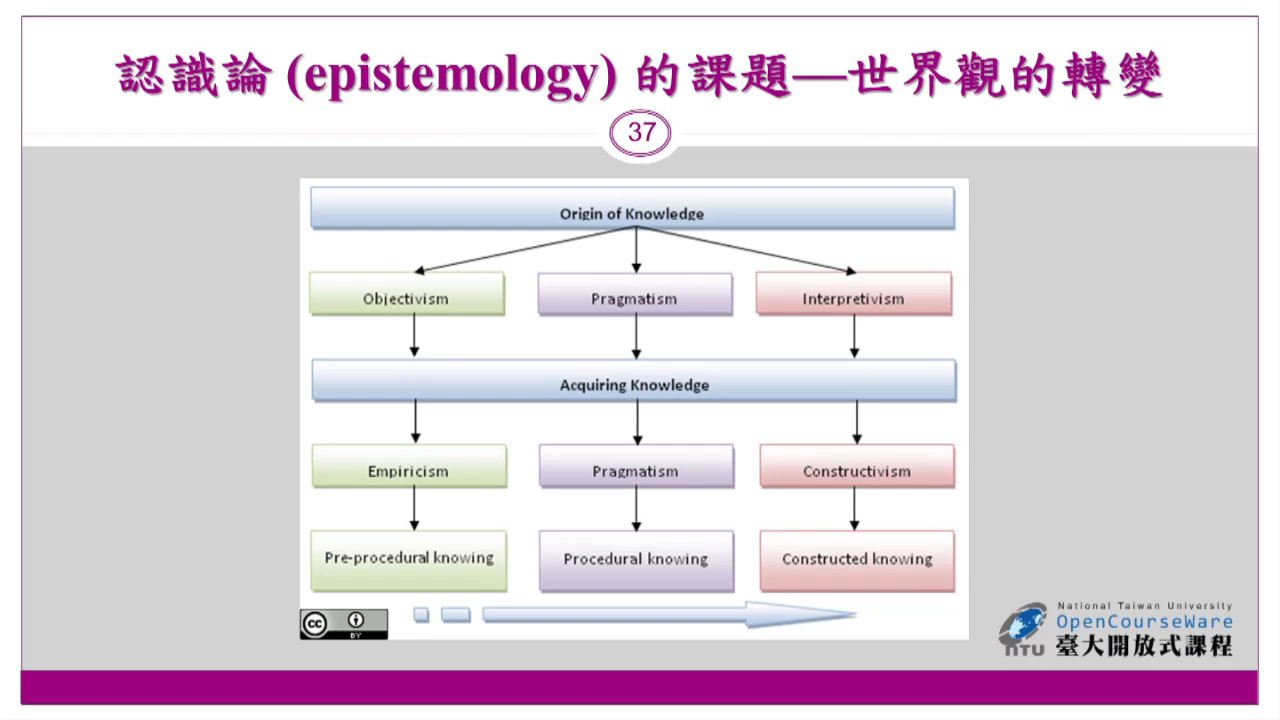 認識論 (epistemology) 的課題—世界觀的轉變
37
Origin of Knowledge
Objectivism
Pragmatism
Interpretivism
Acquiring Knowledge
Empiricism
Pragmatism
Constructivism
Pre-procedural knowing
Procedural knowing
Constructed knowing
cc
BY
National Taiwan University
OpenCourseWare
NTU 臺大開放式課程